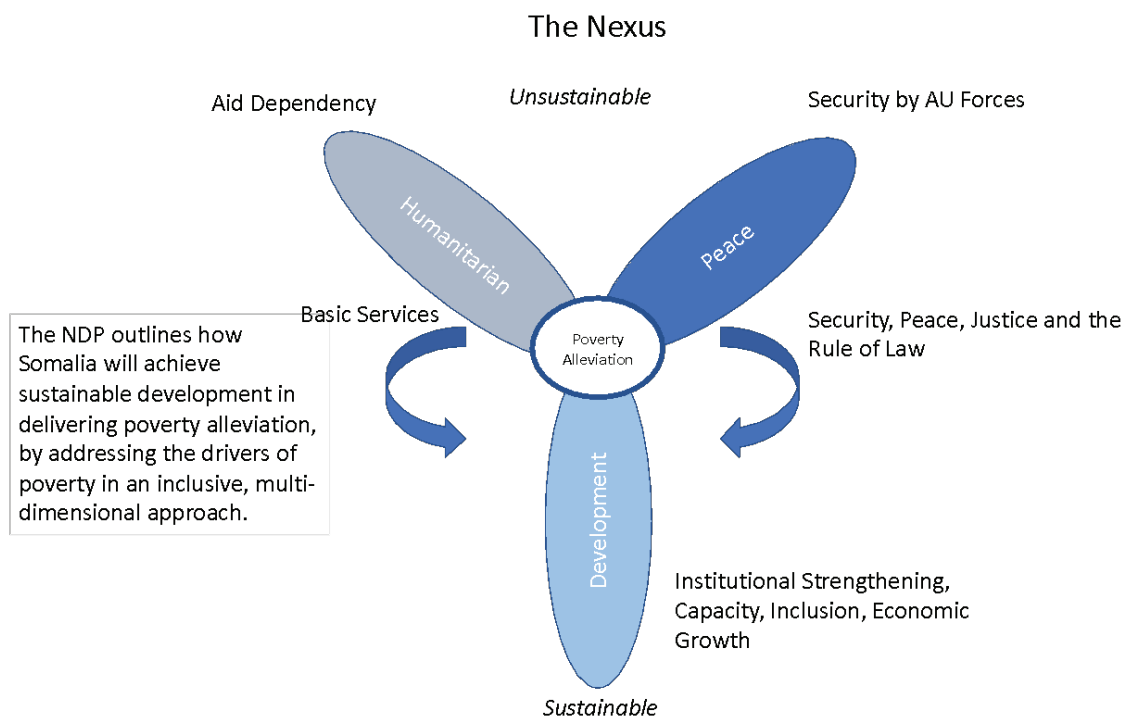 The Nexus
Unsustainable
Aid Dependency
Security by AU Forces
Humanitarian
Peace
Basic Services
Poverty
Alleviation
Security, Peace, Justice and the
Rule of Law
The NDP outlines how
Somalia will achieve
sustainable development in
delivering poverty alleviation,
by addressing the drivers of
poverty in an inclusive, multi-
dimensional approach.
Development
Institutional Strengthening,
Capacity, Inclusion, Economic
Growth
Sustainable